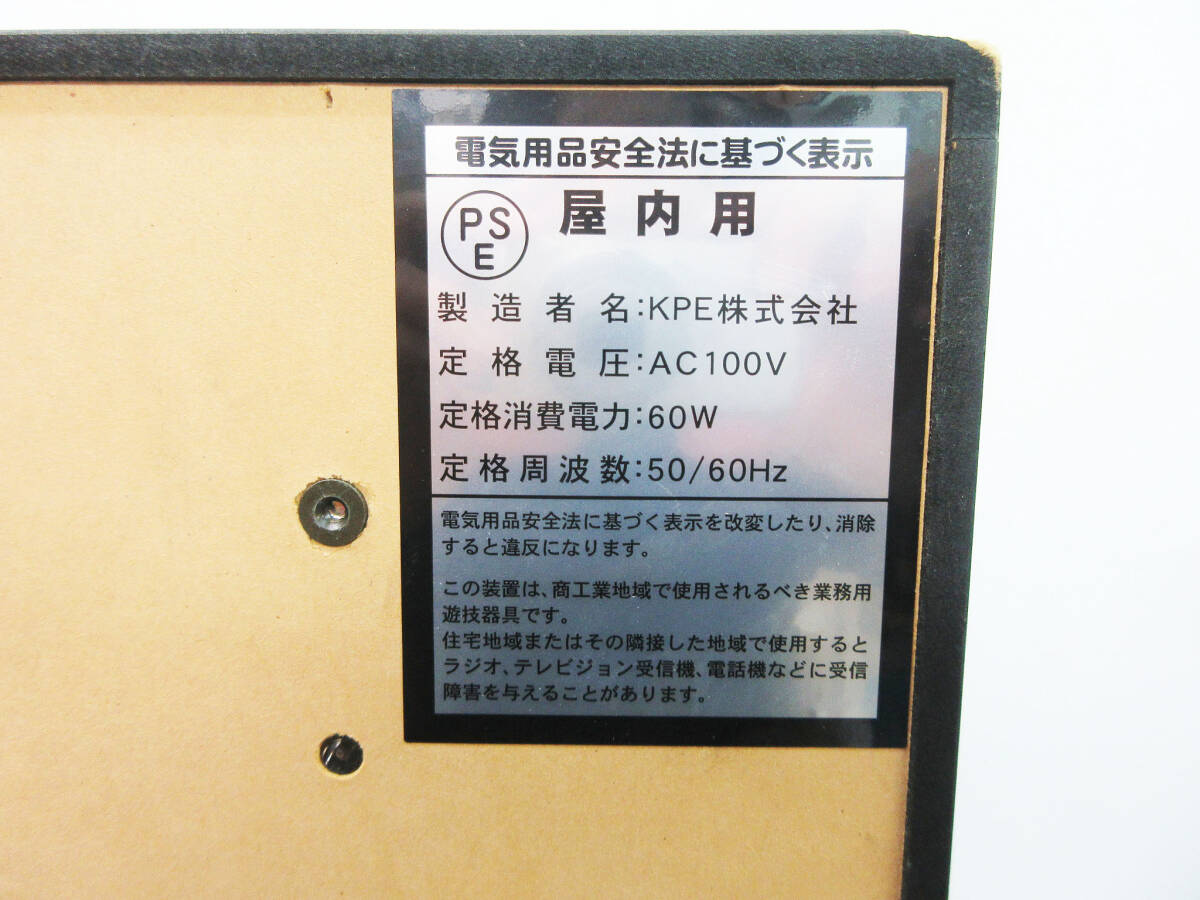 電気用品安全法に基づく表示
PS
E
屋内用
製造者名:KPE株式会社
定格電圧:AC100V
定格消費電力:60W
定格周波数:50/60Hz
電気用品安全法に基づく表示を改変したり、消除
すると違反になります。
この装置は、商工業地域で使用されるべき業務用
遊技器具です。
住宅地域またはその隣接した地域で使用すると
ラジオ、テレビジョン受信機、電話機などに受信
障害を与えることがあります。